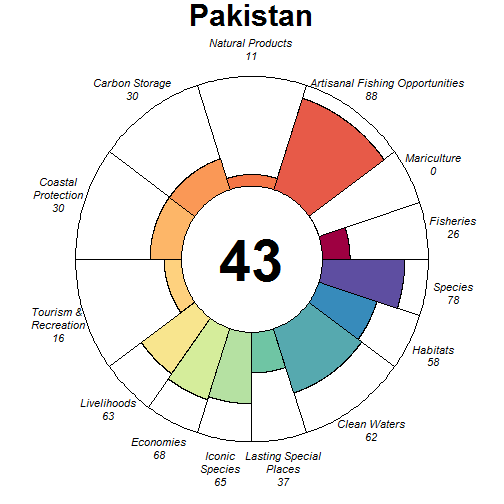 Pakistan
Natural Products
11
Artisanal Fishing Opportunities
88
Mariculture
0
Fisheries
26
Species
78
Habitats
58
Clean Waters
62
Lasting Special
Places
37
Iconic
Species
65
Economies
68
Livelihoods
63
Tourism &
Recreation
16
Coastal
Protection
30
Carbon Storage
30
43